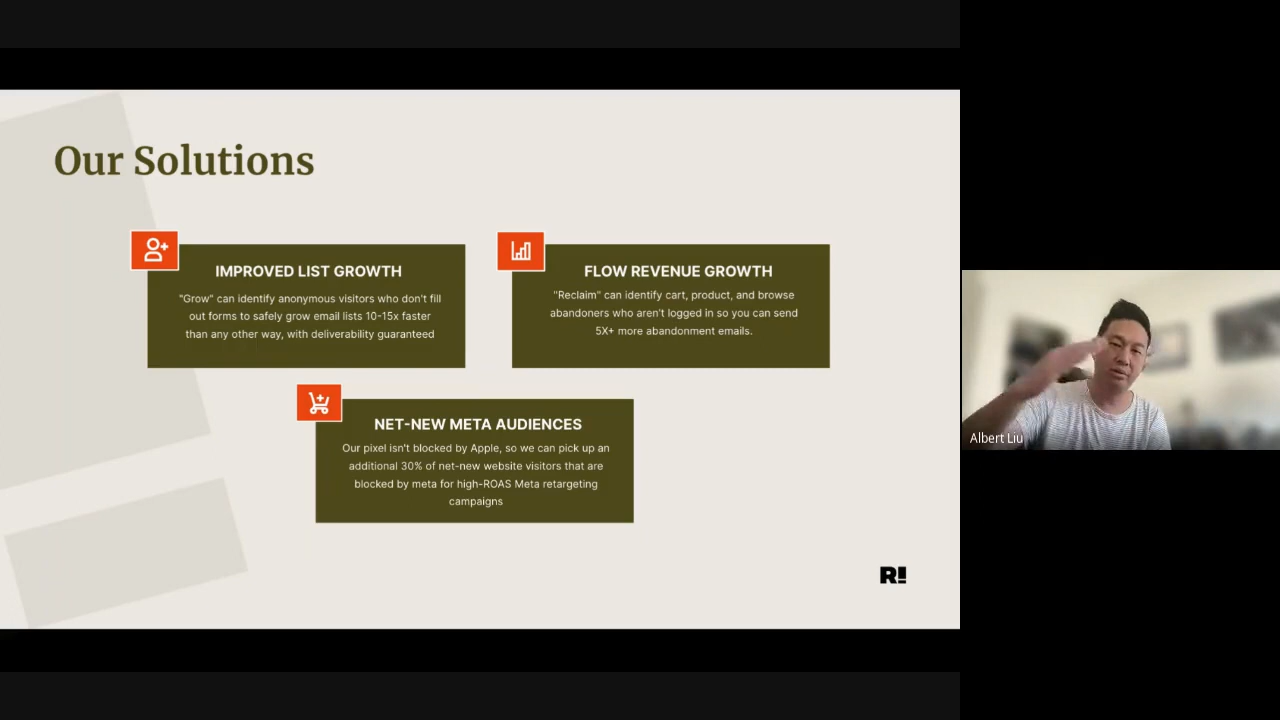 Our Solutions
IMPROVED LIST GROWTH
"Grow" can identify anonymous visitors who don't fill
out forms to safely grow email lists 10-15x faster
than any other way, with deliverability guaranteed
FLOW REVENUE GROWTH
"Reclaim" can identify cart, product, and browse
abandoners who aren't logged in so you can send
5X+ more abandonment emails.
NET-NEW META AUDIENCES
Our pixel isn't blocked by Apple, so we can pick up an
additional 30% of net-new website visitors that are
blocked by meta for high-ROAS Meta retargeting
campaigns
R!
Albert Liu